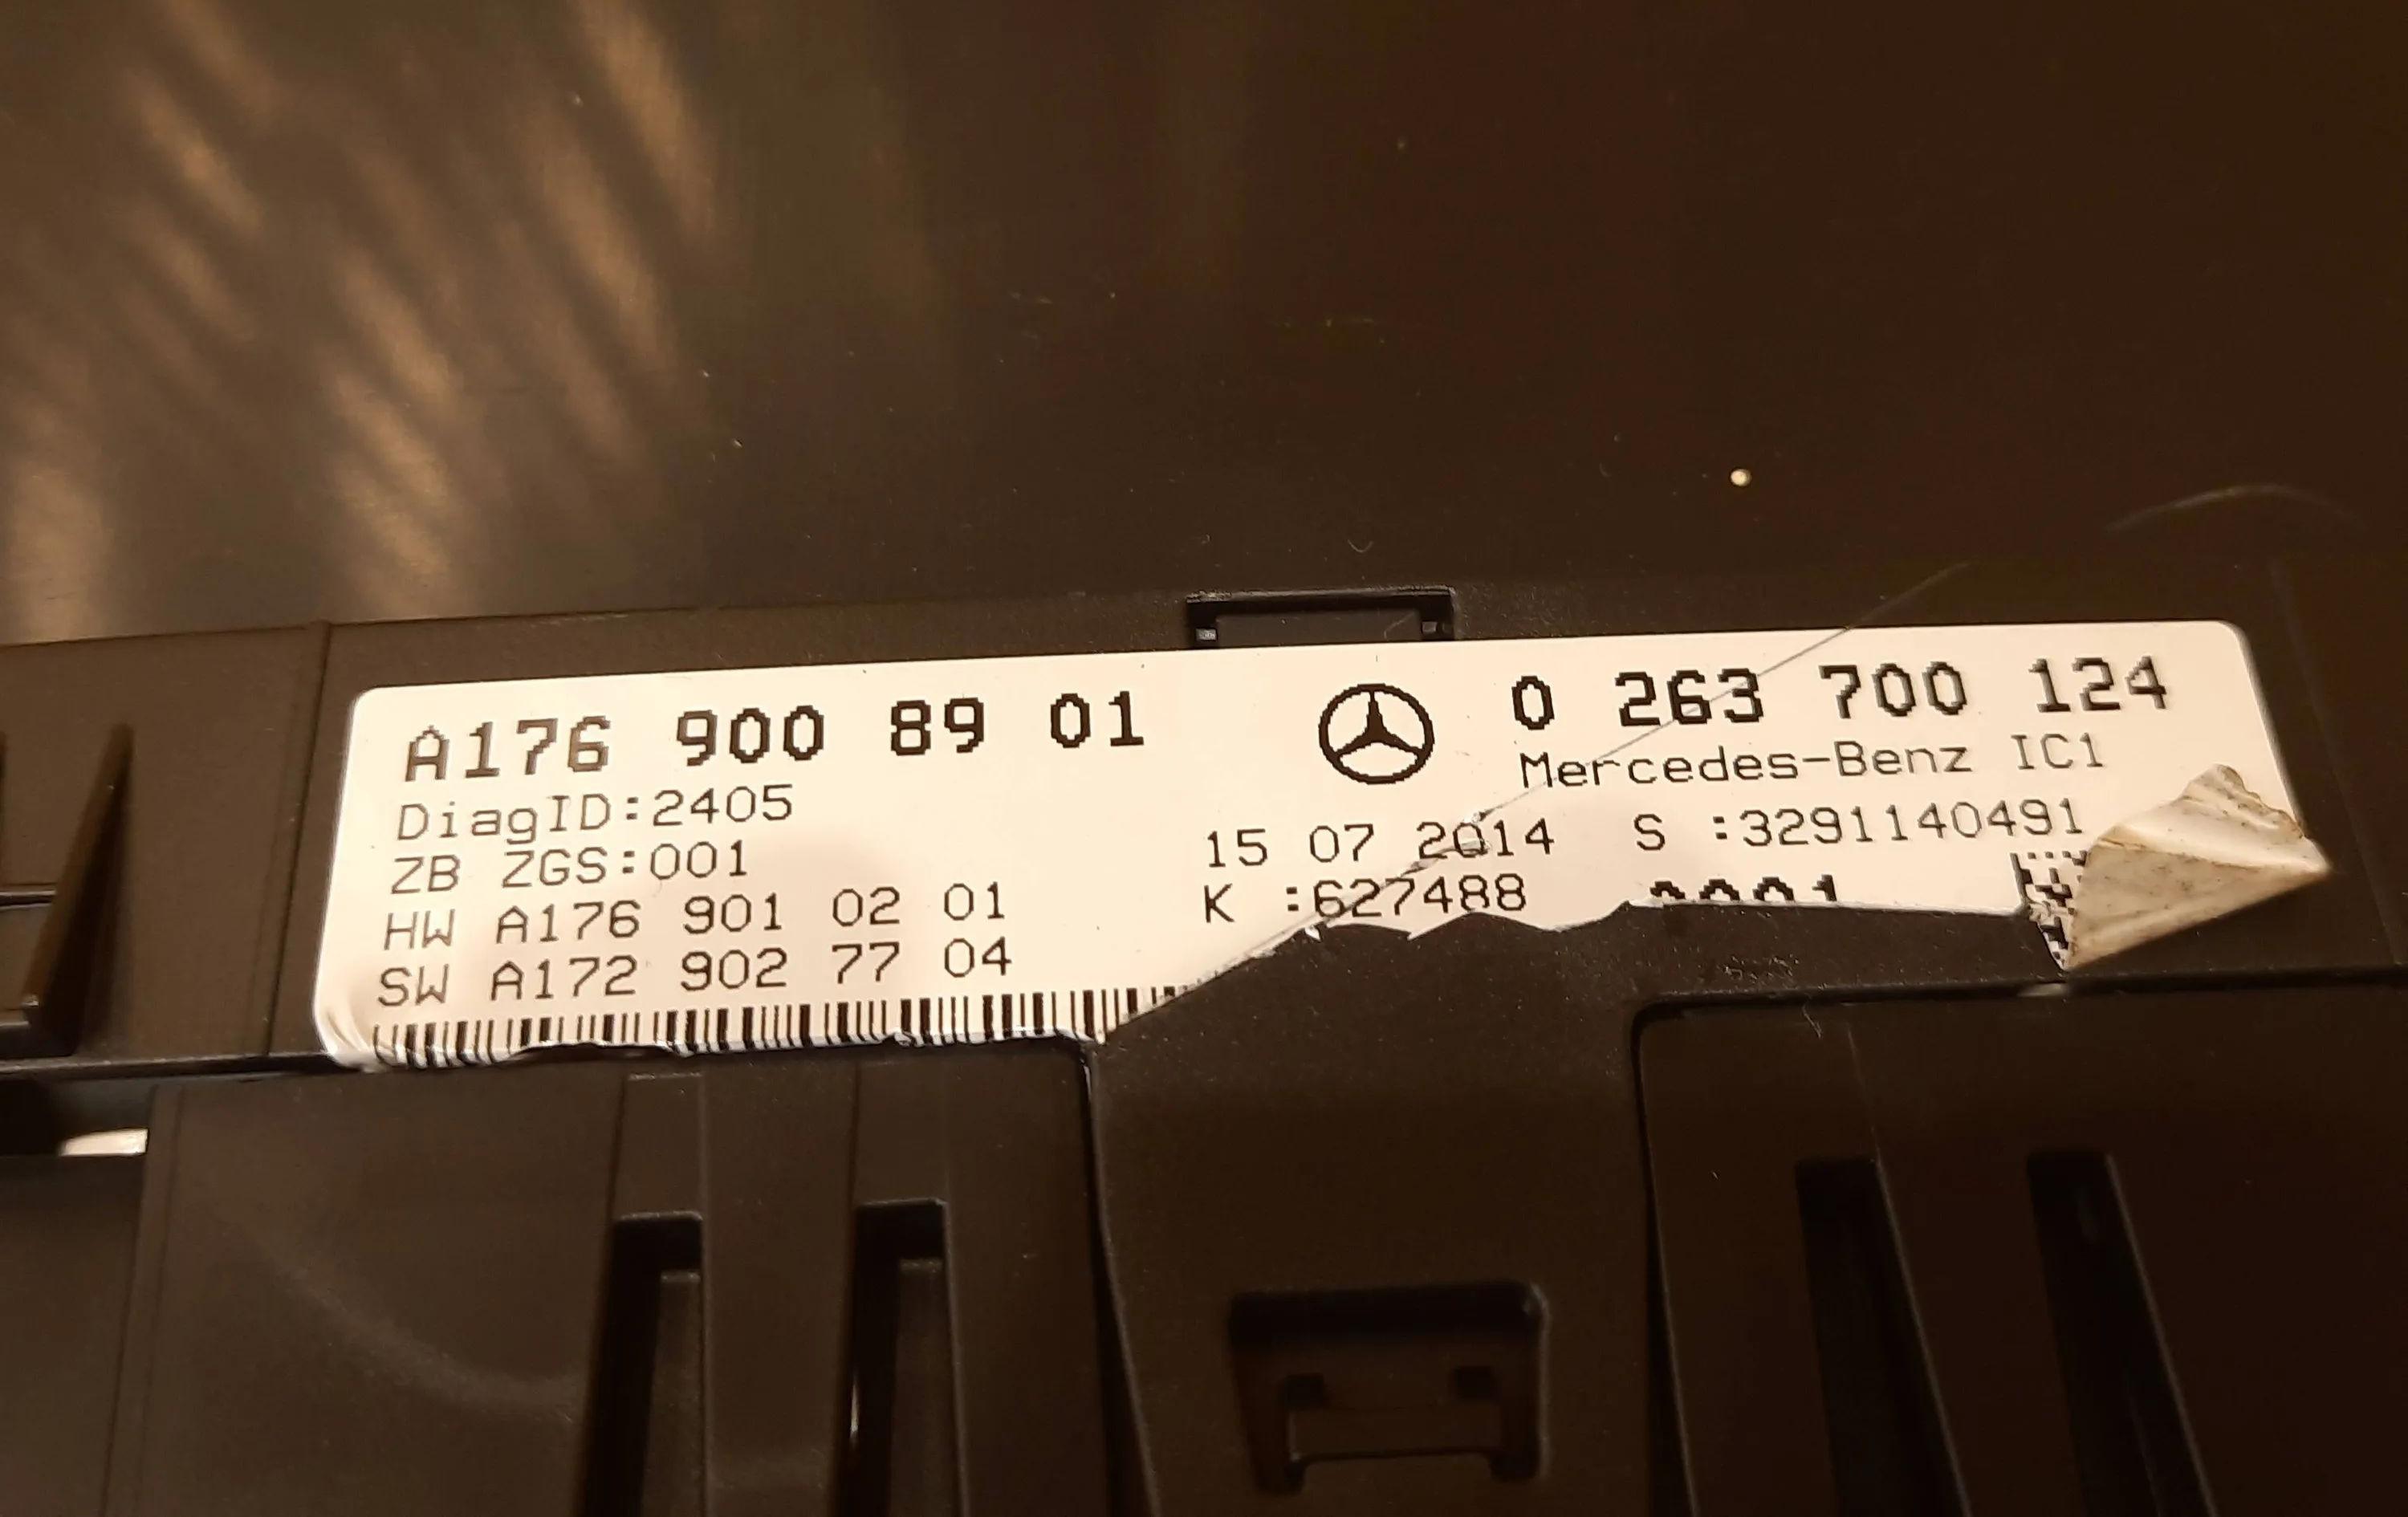 A176 900 89 01
DiagID:2405
ZB ZGS:001
HW A176 901 02 01
SW A172 902 77 04
0 263 700 124
Mercedes-Benz IC1
15 07 2014 S :3291140491
K :627488